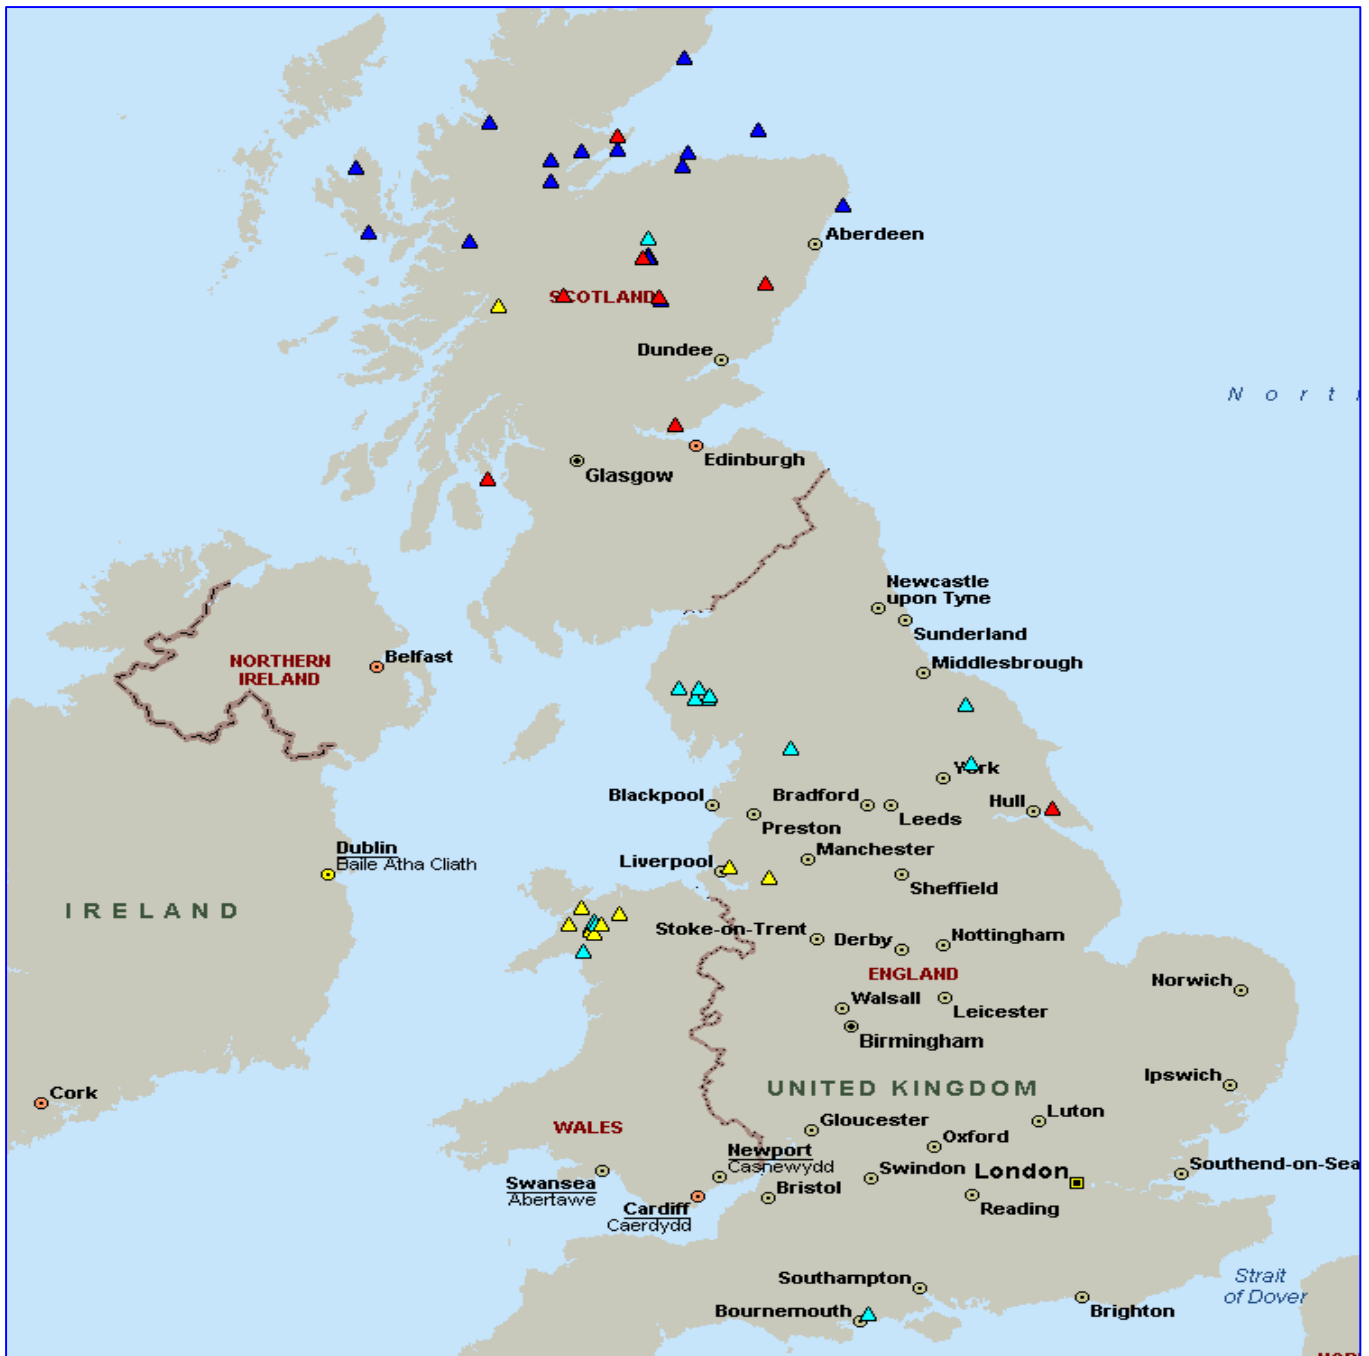 Aberdeen
SCOTLAND
Dundee
N o r t
Edinburgh
Glasgow
Newcastle
upon Tyne
Sunderland
Belfast
NORTHERN
IRELAND
Middlesbrough
York
Blackpool
Bradford
Hull
Leeds
Preston
Dublin
Baile Atha Cliath
Manchester
Liverpool
Sheffield
IRELAND
Stoke-on-Trent
Derby
Nottingham
ENGLAND
Norwich
Walsall
Leicester
Birmingham
Ipswich
UNITED KINGDOM
Cork
Luton
Gloucester
WALES
Oxford
Newport
Casnewydd
Southend-on-Sea
Swindon
London
Swansea
Abertawe
Bristol
Cardiff
Caerdydd
Reading
Southampton
Strait
of Dover
Bournemouth
Brighton